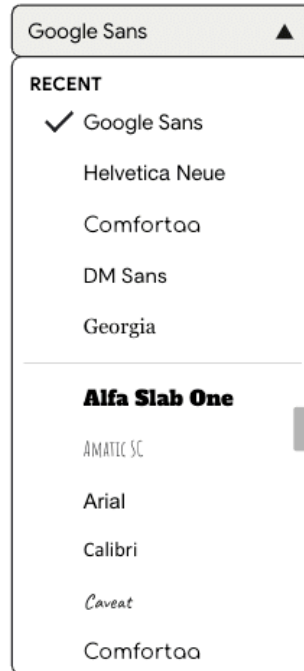 Google Sans
RECENT
Google Sans
Helvetica Neue
Comfortaa
DM Sans
Georgia
Alfa Slab One
Amatic SC
Arial
Calibri
Caveat
Comfortaa